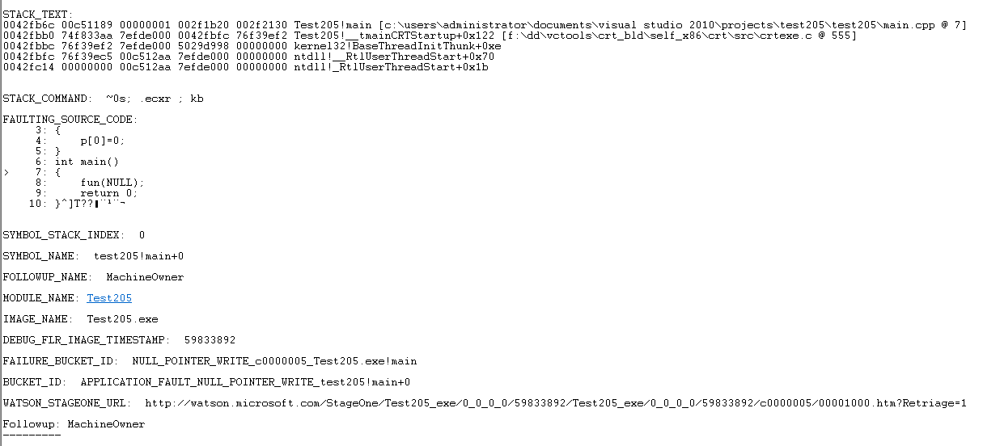 STACK_TEXT:
0042fb6c 00c51189 00000001 002f1b20 002f2130 Test205!main [c:\users\administrator\documents\visual studio 2010\projects\test205\test205\main.cpp @ 7]
0042fbb0 74f833aa 7efde000 0042fbfc 76f39ef2 Test205!__tmainCRTStartup+0x122 [f:\dd\vctools\crt_bld\self_x86\crt\src\crtexe.c @ 555]
0042fbbc 76f39ef2 7efde000 5029d998 00000000 kernel32!BaseThreadInitThunk+0xe
0042fbfc 76f39ec5 00c512aa 7efde000 00000000 ntdll!__RtlUserThreadStart+0x70
0042fc14 00000000 00c512aa 7efde000 00000000 ntdll!_RtlUserThreadStart+0x1b
STACK_COMMAND: ~0s; .ecxr ; kb
FAULTING_SOURCE_CODE:
3: {
4: p[0]=0;
5: }
6: int main()
> 7: {
8: fun(NULL);
9: return 0;
10: }^]T??
SYMBOL_STACK_INDEX: 0
SYMBOL_NAME: test205!main+0
FOLLOWUP_NAME: MachineOwner
MODULE_NAME: Test205
IMAGE_NAME: Test205.exe
DEBUG_FLR_IMAGE_TIMESTAMP: 59833892
FAILURE_BUCKET_ID: NULL_POINTER_WRITE_c0000005_Test205.exe!main
BUCKET_ID: APPLICATION_FAULT_NULL_POINTER_WRITE_test205!main+0
WATSON_STAGEONE_URL: http://watson.microsoft.com/StageOne/Test205_exe/0_0_0_0/59833892/Test205_exe/0_0_0_0/59833892/c0000005/00001000.htm?Retriage=1
Followup: MachineOwner
---------